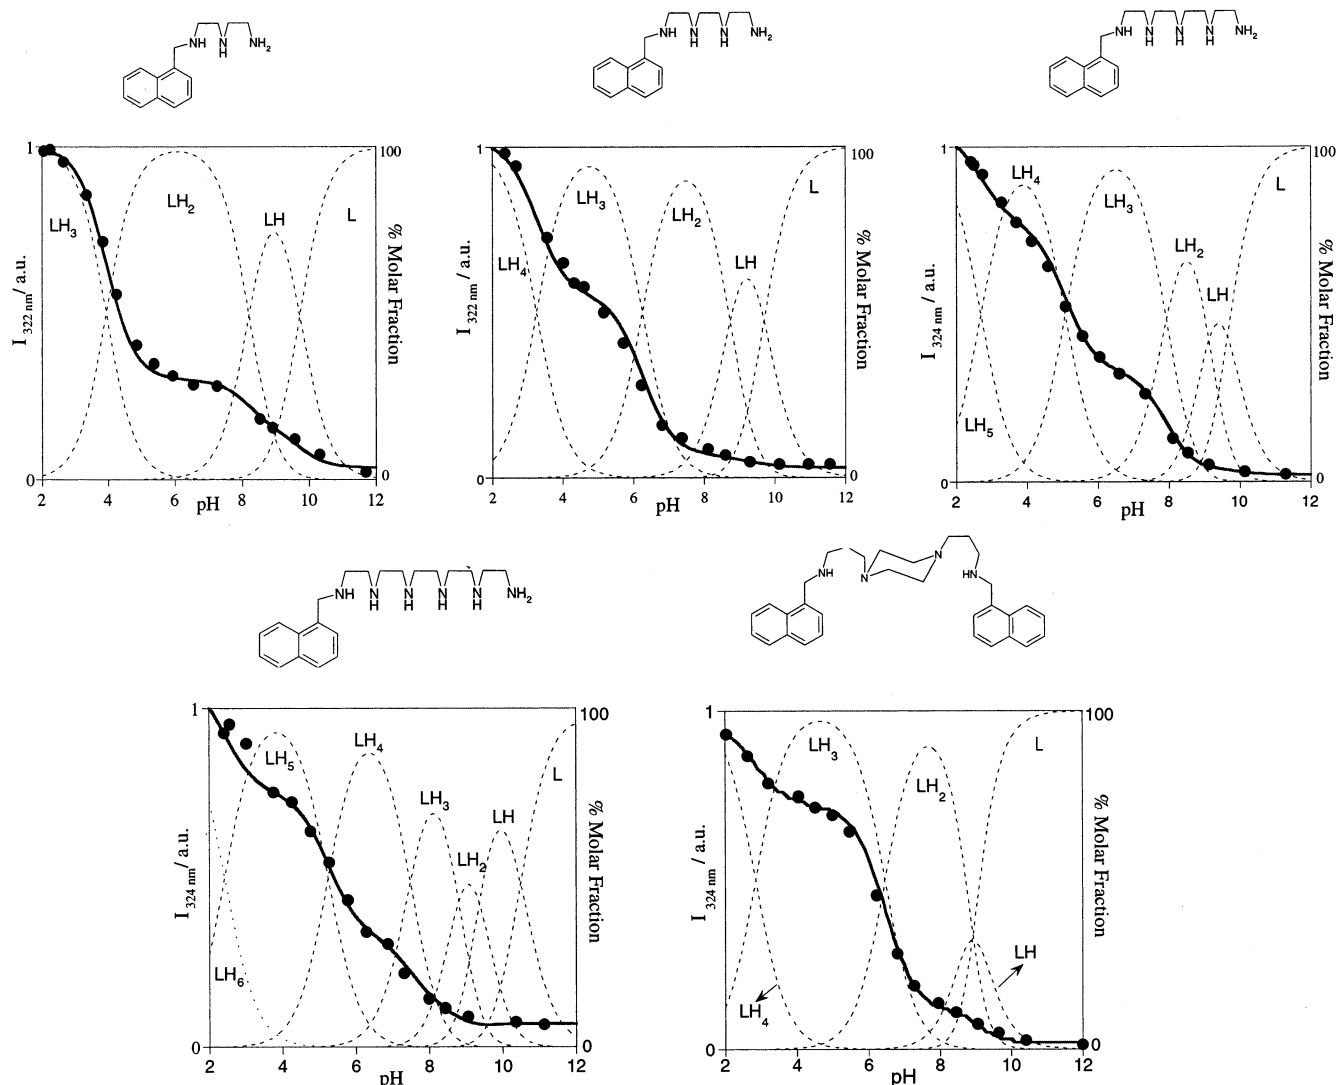 NH N H NH2
NH N H N H NH2
NH N H N H N H NH2
1 100
LH3 LH2 LH L
I 322 nm / a.u.
% Molar Fraction
0 0
2 4 6 8 10 12
pH
1 100
LH4 LH3 LH2 LH L
I 322 nm / a.u.
% Molar Fraction
0 0
2 4 6 8 10 12
pH
1 100
LH5 LH4 LH3 LH2 LH L
I 324 nm / a.u.
% Molar Fraction
0 0
2 4 6 8 10 12
pH
NH N H N H N H N H NH2
NH N N HN
1 100
LH6 LH5 LH4 LH3 LH2 LH L
I 324 nm / a.u.
% Molar Fraction
0 0
2 4 6 8 10 12
pH
1 100
LH4 LH3 LH2 LH L
I 324 nm / a.u.
% Molar Fraction
0 0
2 4 6 8 10 12
pH